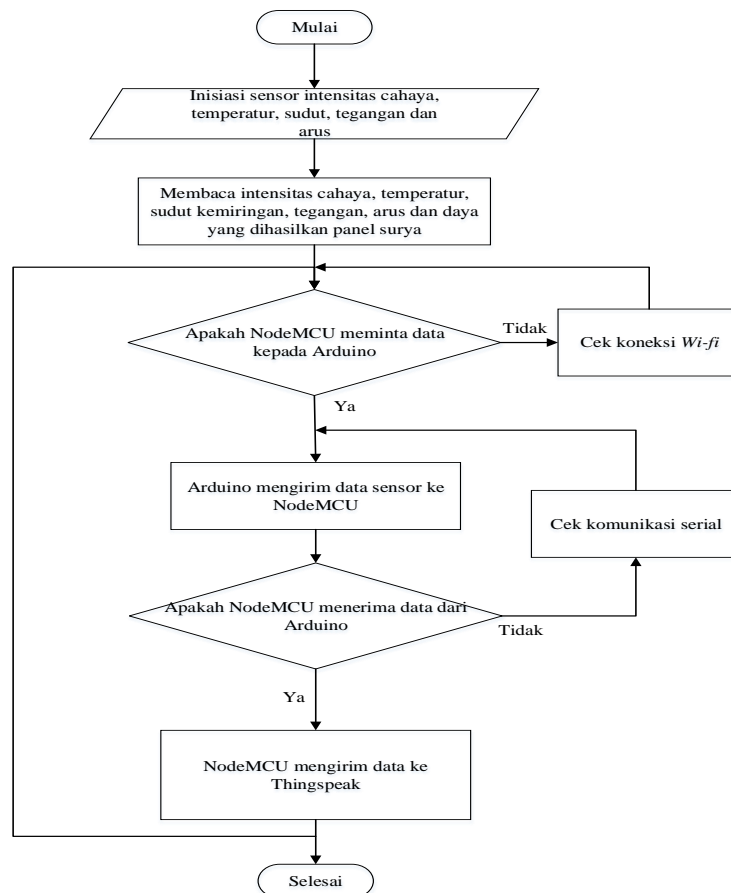 Mulai
Inisiasi sensor intensitas cahaya,
temperatur, sudut, tegangan dan
arus
Membaca intensitas cahaya, temperatur,
sudut kemiringan, tegangan, arus dan daya
yang dihasilkan panel surya
Apakah NodeMCU meminta data
kepada Arduino
Tidak
Cek koneksi Wi-fi
Ya
Arduino mengirim data sensor ke
NodeMCU
Cek komunikasi serial
Apakah NodeMCU menerima data dari
Arduino
Tidak
Ya
NodeMCU mengirim data ke
Thingspeak
Selesai